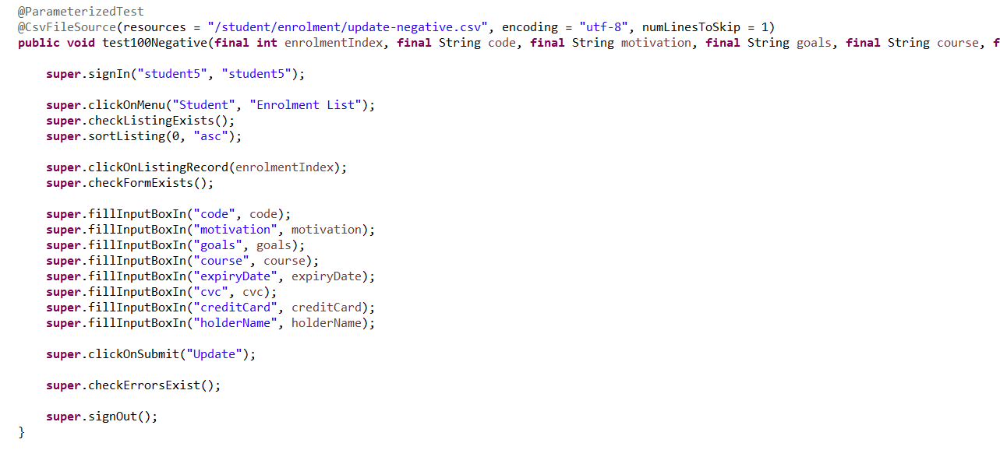 @ParameterizedTest
@CsvFileSource(resources = "/student/enrolment/update-negative.csv", encoding = "utf-8", numLinesToSkip = 1)
public void test100Negative(final int enrolmentIndex, final String code, final String motivation, final String goals, final String course, f
super.signIn("student5", "student5");
super.clickOnMenu("Student", "Enrolment List");
super.checkListingExists();
super.sortListing(0, "asc");
super.clickOnListingRecord(enrolmentIndex);
super.checkFormExists();
super.fillInputBoxIn("code", code);
super.fillInputBoxIn("motivation", motivation);
super.fillInputBoxIn("goals", goals);
super.fillInputBoxIn("course", course);
super.fillInputBoxIn("expiryDate", expiryDate);
super.fillInputBoxIn("cvc", cvc);
super.fillInputBoxIn("creditCard", creditCard);
super.fillInputBoxIn("holderName", holderName);
super.clickOnSubmit("Update");
super.checkErrorsExist();
super.signOut();
}